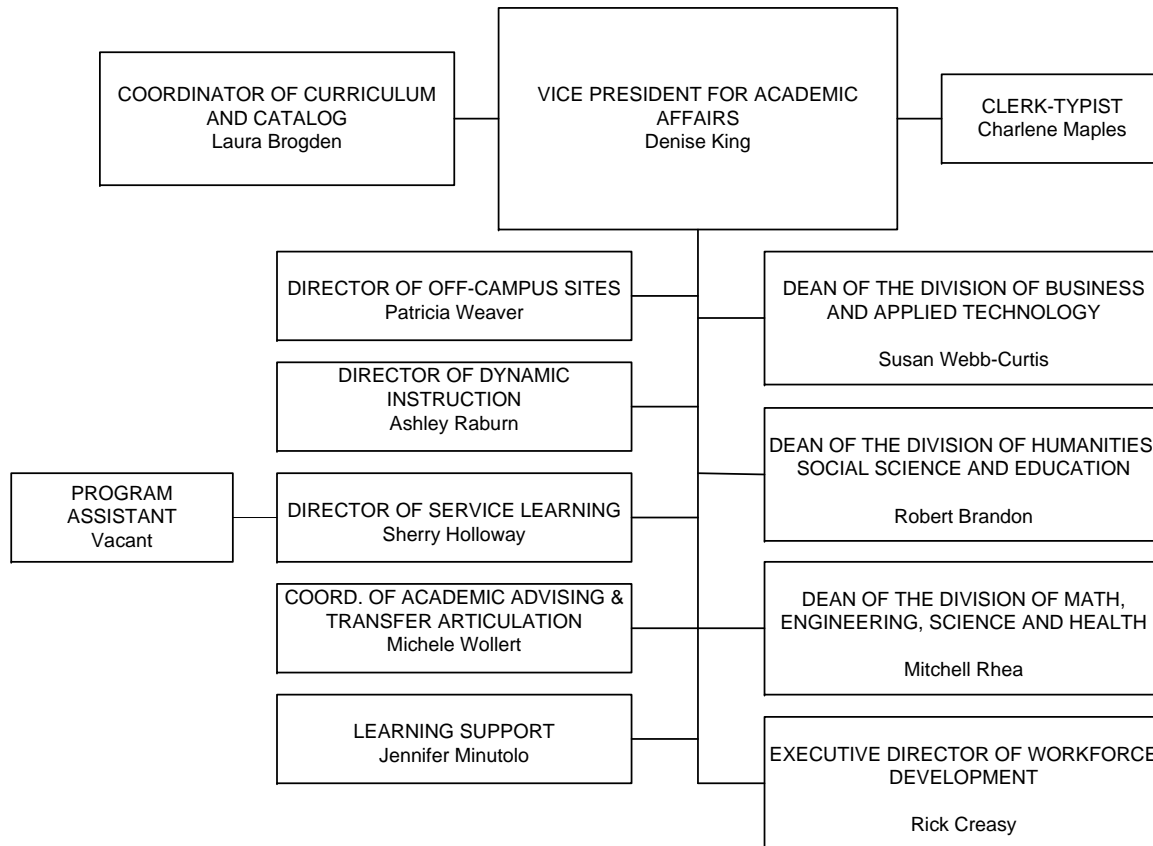 COORDINATOR OF CURRICULUM
AND CATALOG
Laura Brogden
VICE PRESIDENT FOR ACADEMIC
AFFAIRS
Denise King
CLERK-TYPIST
Charlene Maples
DIRECTOR OF OFF-CAMPUS SITES
Patricia Weaver
DEAN OF THE DIVISION OF BUSINESS
AND APPLIED TECHNOLOGY
Susan Webb-Curtis
DIRECTOR OF DYNAMIC
INSTRUCTION
Ashley Raburn
DEAN OF THE DIVISION OF HUMANITIES
SOCIAL SCIENCE AND EDUCATION
Robert Brandon
PROGRAM
ASSISTANT
Vacant
DIRECTOR OF SERVICE LEARNING
Sherry Holloway
COORD. OF ACADEMIC ADVISING &
TRANSFER ARTICULATION
Michele Wollert
DEAN OF THE DIVISION OF MATH,
ENGINEERING, SCIENCE AND HEALTH
Mitchell Rhea
LEARNING SUPPORT
Jennifer Minutolo
EXECUTIVE DIRECTOR OF WORKFORCE
DEVELOPMENT
Rick Creasy